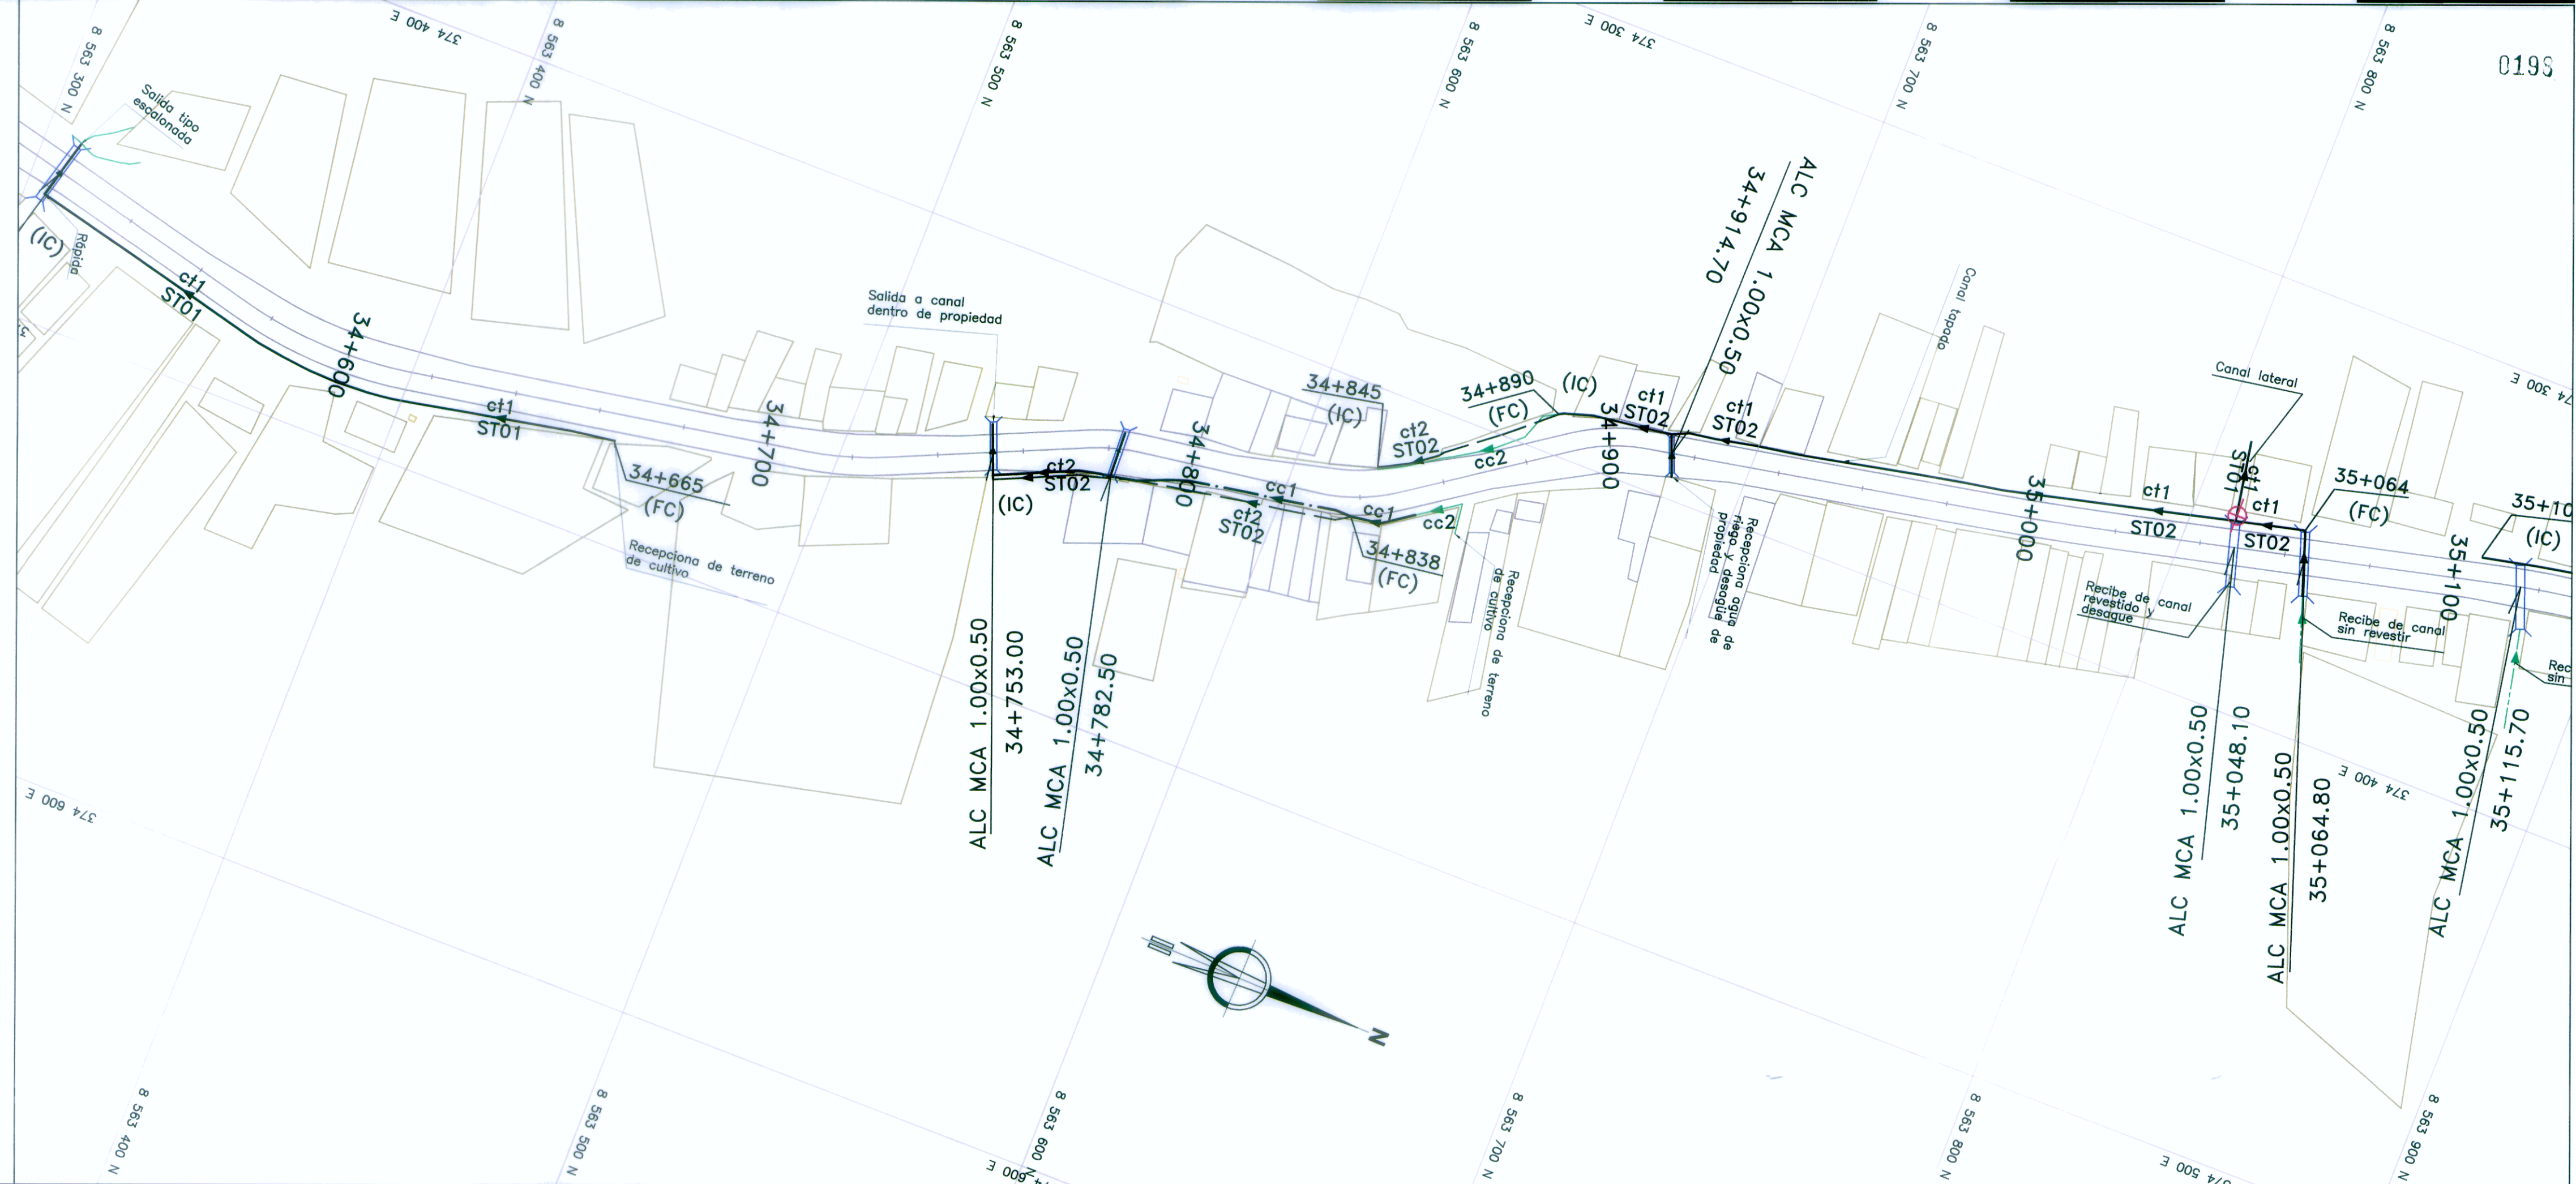 374 400 E
374 300 E
8 563 300 N
8 563 400 N
8 563 500 N
8 563 600 N
8 563 700 N
8 563 800 N
Salida tipo
escalonada
(IC)
Rápida
ct1
ST01
34+600
ct1
ST01
34+665
(FC)
Recepciona de terreno
de cultivo
34+700
Salida a canal
dentro de propiedad
(IC)
ct2
ST02
ALC MCA 1.00x0.50
34+753.00
ALC MCA 1.00x0.50
34+782.50
34+800
cc1
ct2
ST02
cc1
cc2
34+838
(FC)
34+845
(IC)
ct2
ST02
cc2
34+890
(FC)
(IC)
Recepciona de terreno
de cultivo
34+900
ct1
ST02
ct1
ST02
ALC MCA 1.00x0.50
34+914.70
Recepciona agua de
riego y desagüe de
propiedad
Canal tapado
35+000
ct1
ST02
Canal lateral
ct1
ST01
ct1
ST02
35+064
(FC)
35+10
(IC)
35+100
Recibe de canal
revestido y
desague
Recibe de canal
sin revestir
Rec
sin
ALC MCA 1.00x0.50
35+048.10
ALC MCA 1.00x0.50
35+064.80
ALC MCA 1.00x0.50
35+115.70
74 300 E
374 400 E
374 600 E
N
8 563 400 N
8 563 500 N
8 563 600 N
8 563 700 N
8 563 800 N
8 563 900 N
74 600 E
374 500 E